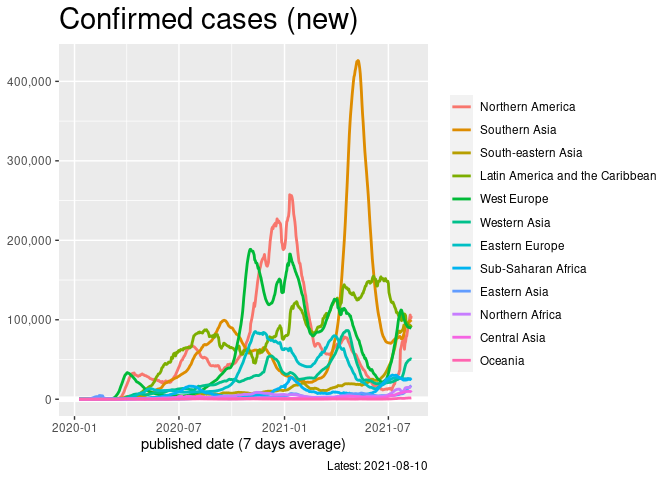 Confirmed cases (new)
400,000
300,000
200,000
100,000
0
2020-01
2020-07
2021-01
2021-07
published date (7 days average)
Latest: 2021-08-10
Northern America
Southern Asia
South-eastern Asia
Latin America and the Caribbean
West Europe
Western Asia
Eastern Europe
Sub-Saharan Africa
Eastern Asia
Northern Africa
Central Asia
Oceania